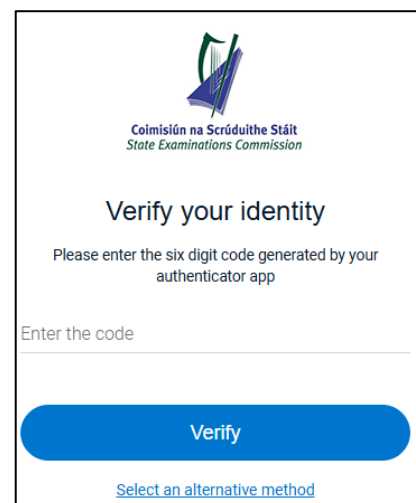 Coimisiún na Scrúduithe Stáit
State Examinations Commission
Verify your identity
Please enter the six digit code generated by your
authenticator app
Enter the code
Verify
Select an alternative method